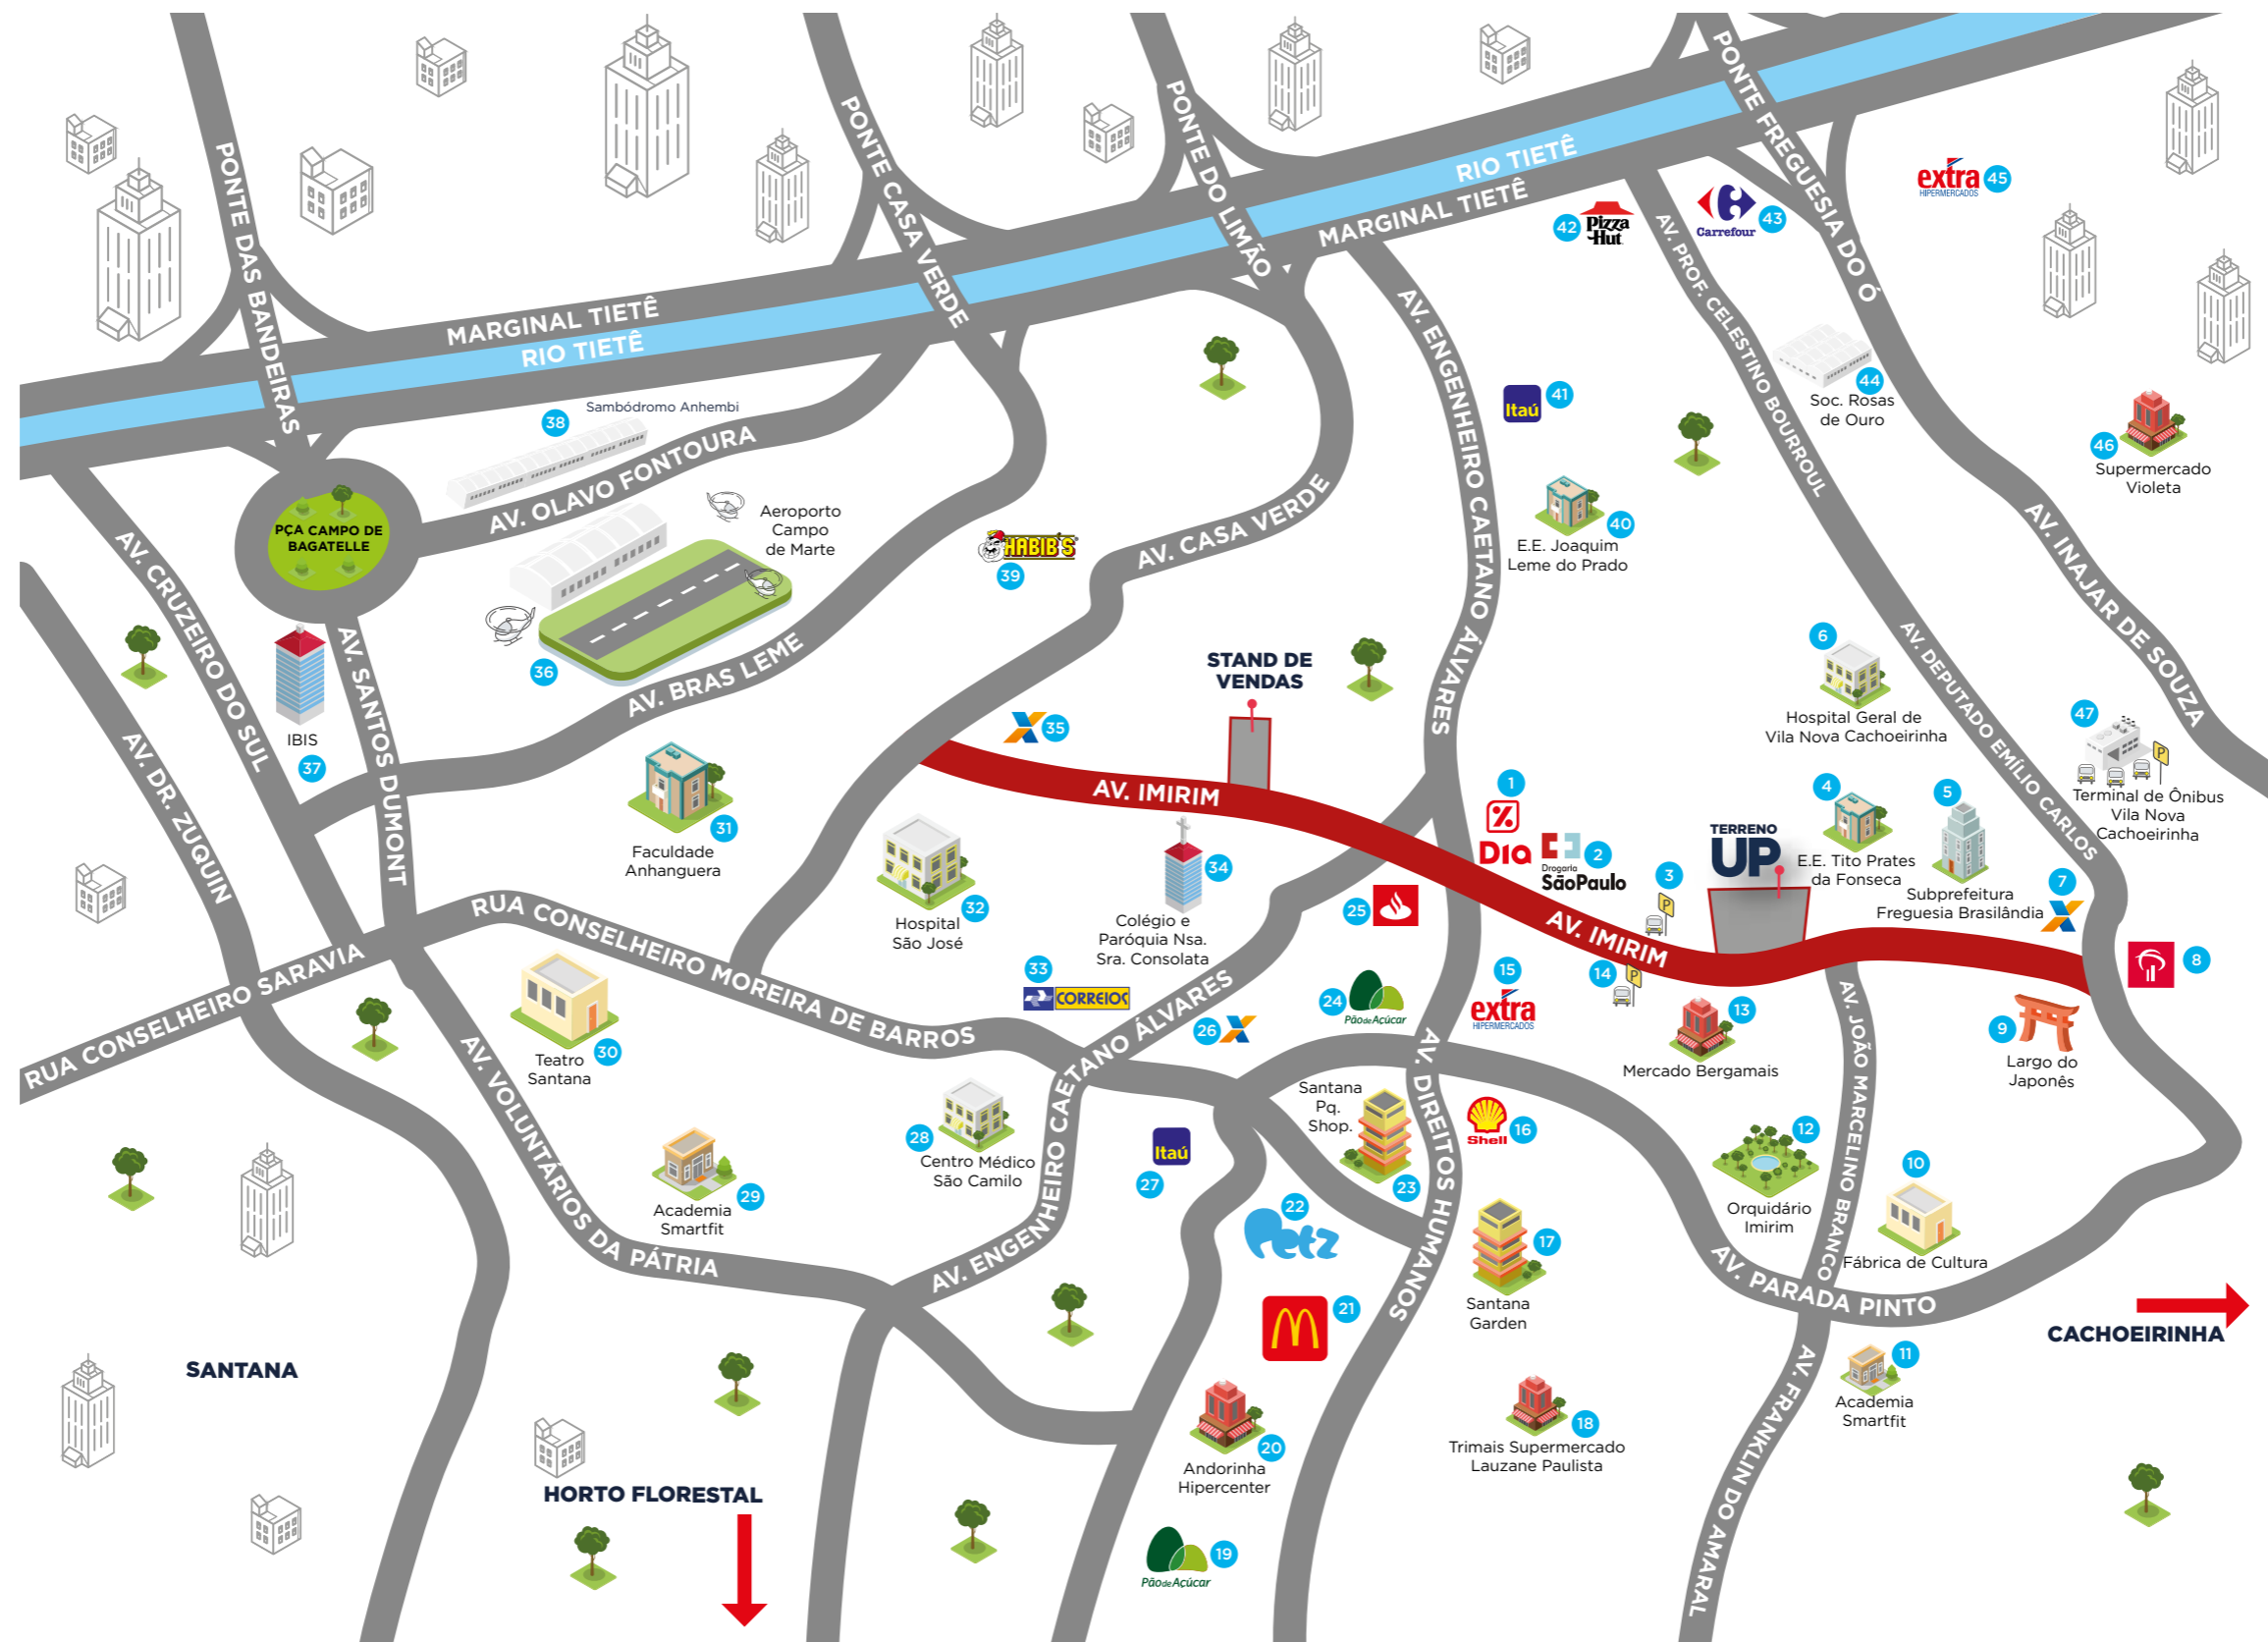 PONTE DAS BANDEIRAS
PONTE CASA VERDE
PONTE DO LIMÃO
PONTE FREGUESIA DO Ó
RIO TIETÊ
MARGINAL TIETÊ
MARGINAL TIETÊ
RIO TIETÊ
extra
HIPERMERCADOS
45
42
Pizza
Hut
Carrefour
43
AV. PROF. CELESTINO BOURROUL
AV. ENGENHEIRO CAETANO ÁLVARES
44
Soc. Rosas
de Ouro
Itaú
41
46
Supermercado
Violeta
38
Sambódromo Anhembi
AV. OLAVO FONTOURA
PÇA CAMPO DE
BAGATELLE
Aeroporto
Campo
de Marte
36
HABIB'S
39
AV. CASA VERDE
40
E.E. Joaquim
Leme do Prado
AV. INAJAR DE SOUZA
AV. CRUZEIRO DO SUL
AV. SANTOS DUMONT
AV. BRAS LEME
IBIS
37
AV. DR. ZUQUIN
STAND DE
VENDAS
6
Hospital Geral de
Vila Nova Cachoeirinha
AV. DEPUTADO EMÍLIO CARLOS
47
P
Terminal de Ônibus
Vila Nova
Cachoeirinha
35
AV. IMIRIM
31
Faculdade
Anhanguera
1
Dia
Drogaria
SãoPaulo
2
3
P
TERRENO
UP
4
E.E. Tito Prates
da Fonseca
5
Subprefeitura
Freguesia Brasilândia
7
8
32
Hospital
São José
34
Colégio e
Paróquia Nsa.
Sra. Consolata
25
AV. IMIRIM
14
P
RUA CONSELHEIRO SARAVIA
RUA CONSELHEIRO MOREIRA DE BARROS
33
CORREIOS
26
24
Pão de Açúcar
15
extra
HIPERMERCADOS
13
Mercado Bergamais
9
Largo do
Japonês
30
Teatro
Santana
AV. VOLUNTÁRIOS DA PÁTRIA
AV. ENGENHEIRO CAETANO ÁLVARES
AV. ENGENHEIRO CAETANO ÁLVARES
AV. DIREITOS HUMANOS
AV. JOÃO MARCELINO BRANCO
28
Centro Médico
São Camilo
Itaú
27
Santana
Pq.
Shop.
23
Shell
16
12
Orquidário
Imirim
10
Fábrica de Cultura
29
Academia
Smartfit
22
Petz
17
Santana
Garden
21
AV. PARADA PINTO
CACHOEIRINHA
11
Academia
Smartfit
SANTANA
20
Andorinha
Hipercenter
18
Trimais Supermercado
Lauzane Paulista
AV. FRANKLIN DO AMARAL
HORTO FLORESTAL
19
Pão de Açúcar